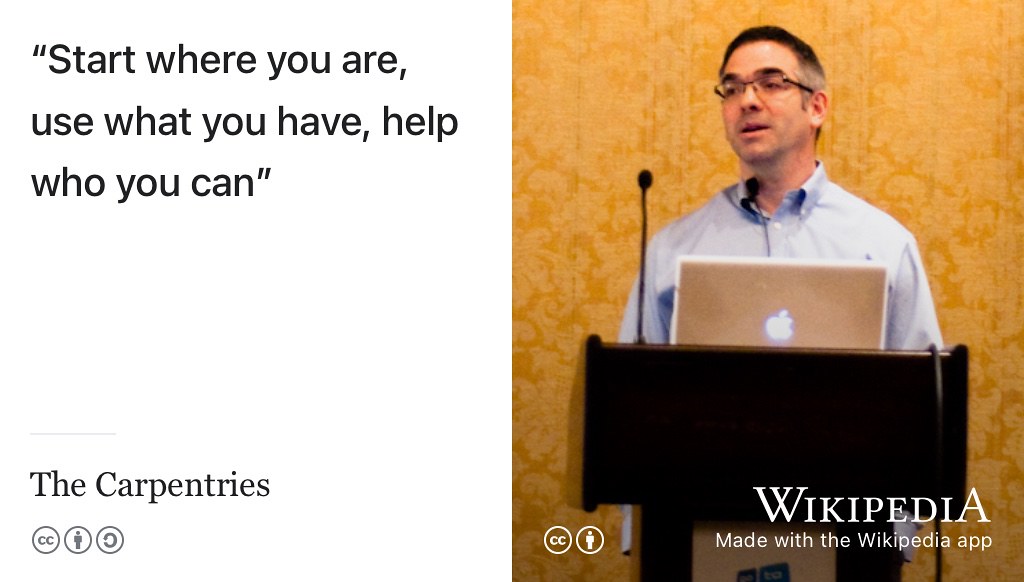 “Start where you are,
use what you have, help
who you can”
The Carpentries
WIKIPEDIA
Made with the Wikipedia app